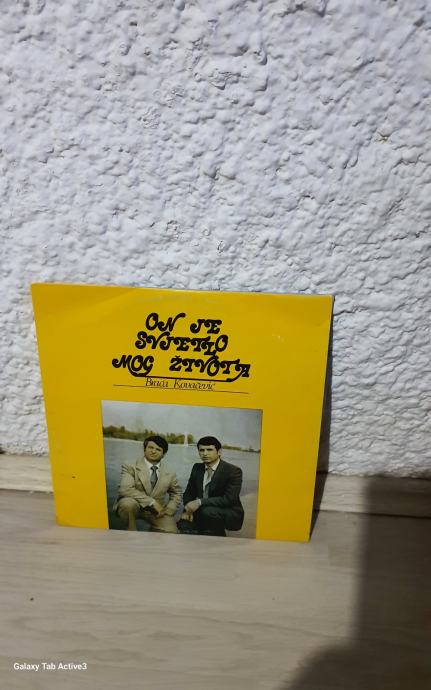 ON JE
SVJETLO
MOG ŽIVOTA
Braća Kovačević
Galaxy Tab Active3